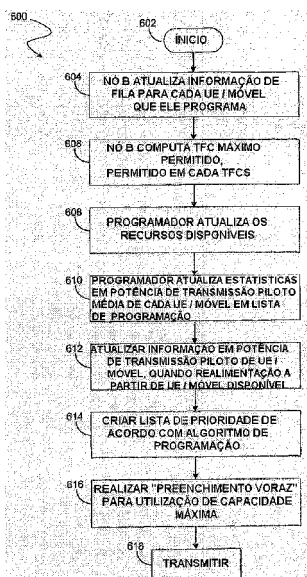 600
602
INICIO
604
NÓ B ATUALIZA INFORMAÇÃO DE
FILA PARA CADA UE / MÓVEL
QUE ELE PROGRAMA
608
NÓ B COMPUTA TFC MÁXIMO
PERMITIDO,
PERMITIDO EM CADA TFCS
608
PROGRAMADOR ATUALIZA OS
RECURSOS DISPONÍVEIS
610
PROGRAMADOR ATUALIZA ESTATÍSTICAS
EM POTÊNCIA DE TRANSMISSÃO PILOTO
MÉDIA DE CADA UE / MÓVEL EM LISTA
DE PROGRAMAÇÃO
612
ATUALIZAR INFORMAÇÃO EM POTÊNCIA
DE TRANSMISSÃO PILOTO DE UE /
MÓVEL, QUANDO REALIMENTAÇÃO A
PARTIR DE UE / MÓVEL DISPONÍVEL
614
CRIAR LISTA DE PRIORIDADE DE
ACORDO COM ALGORITMO DE
PROGRAMAÇÃO
616
REALIZAR "PREENCHIMENTO VORAZ"
PARA UTILIZAÇÃO DE CAPACIDADE
MÁXIMA
618
TRANSMITIR